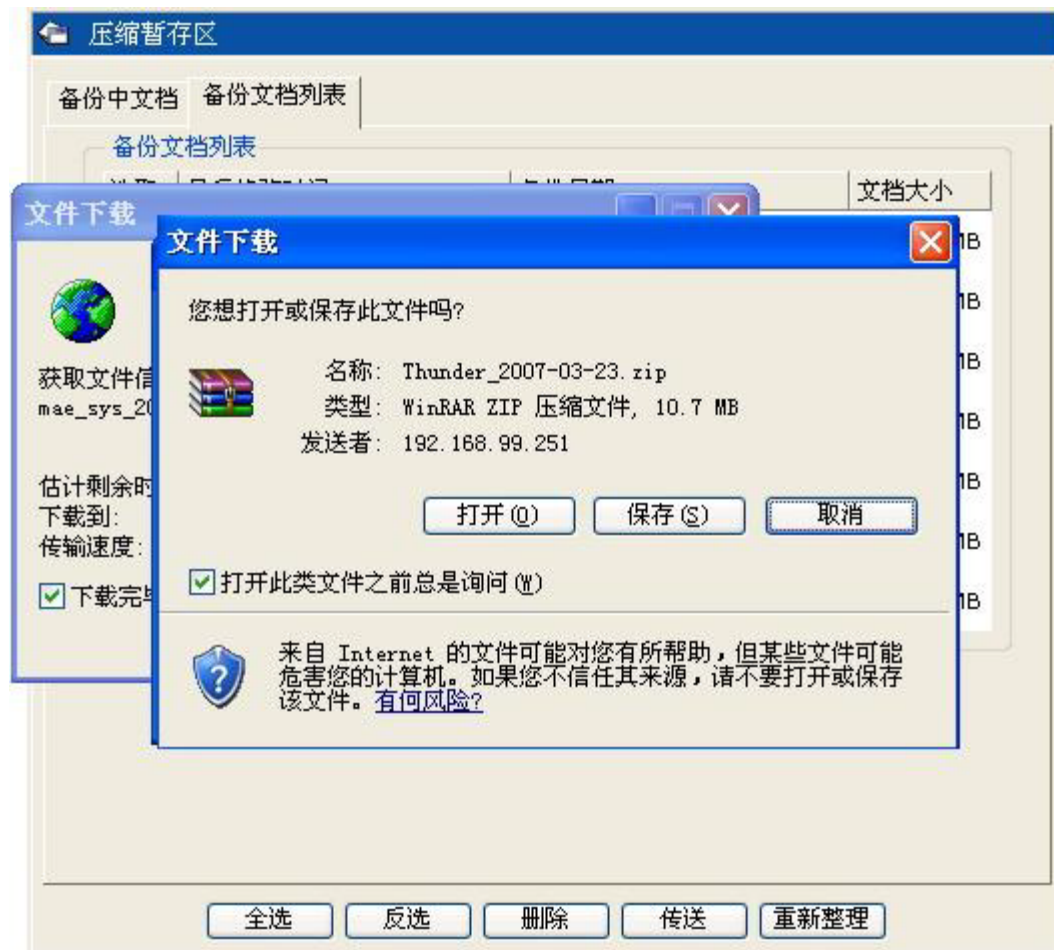 压缩暂存区
备份中文档 备份文档列表
备份文档列表
文档大小
文件下载
文件下载
您想打开或保存此文件吗?
名称: Thunder_2007-03-23.zip
类型: WinRAR ZIP 压缩文件, 10.7 MB
发送者: 192.168.99.251
获取文件信
mae_sys_20
估计剩余时
下载到:
传输速度:
下载完
打开(O) 保存(S) 取消
打开此类文件之前总是询问(W)
来自 Internet 的文件可能对您有所帮助,但某些文件可能
危害您的计算机。如果您不信任其来源,请不要打开或保存
该文件。有何风险?
全选 反选 删除 传送 重新整理